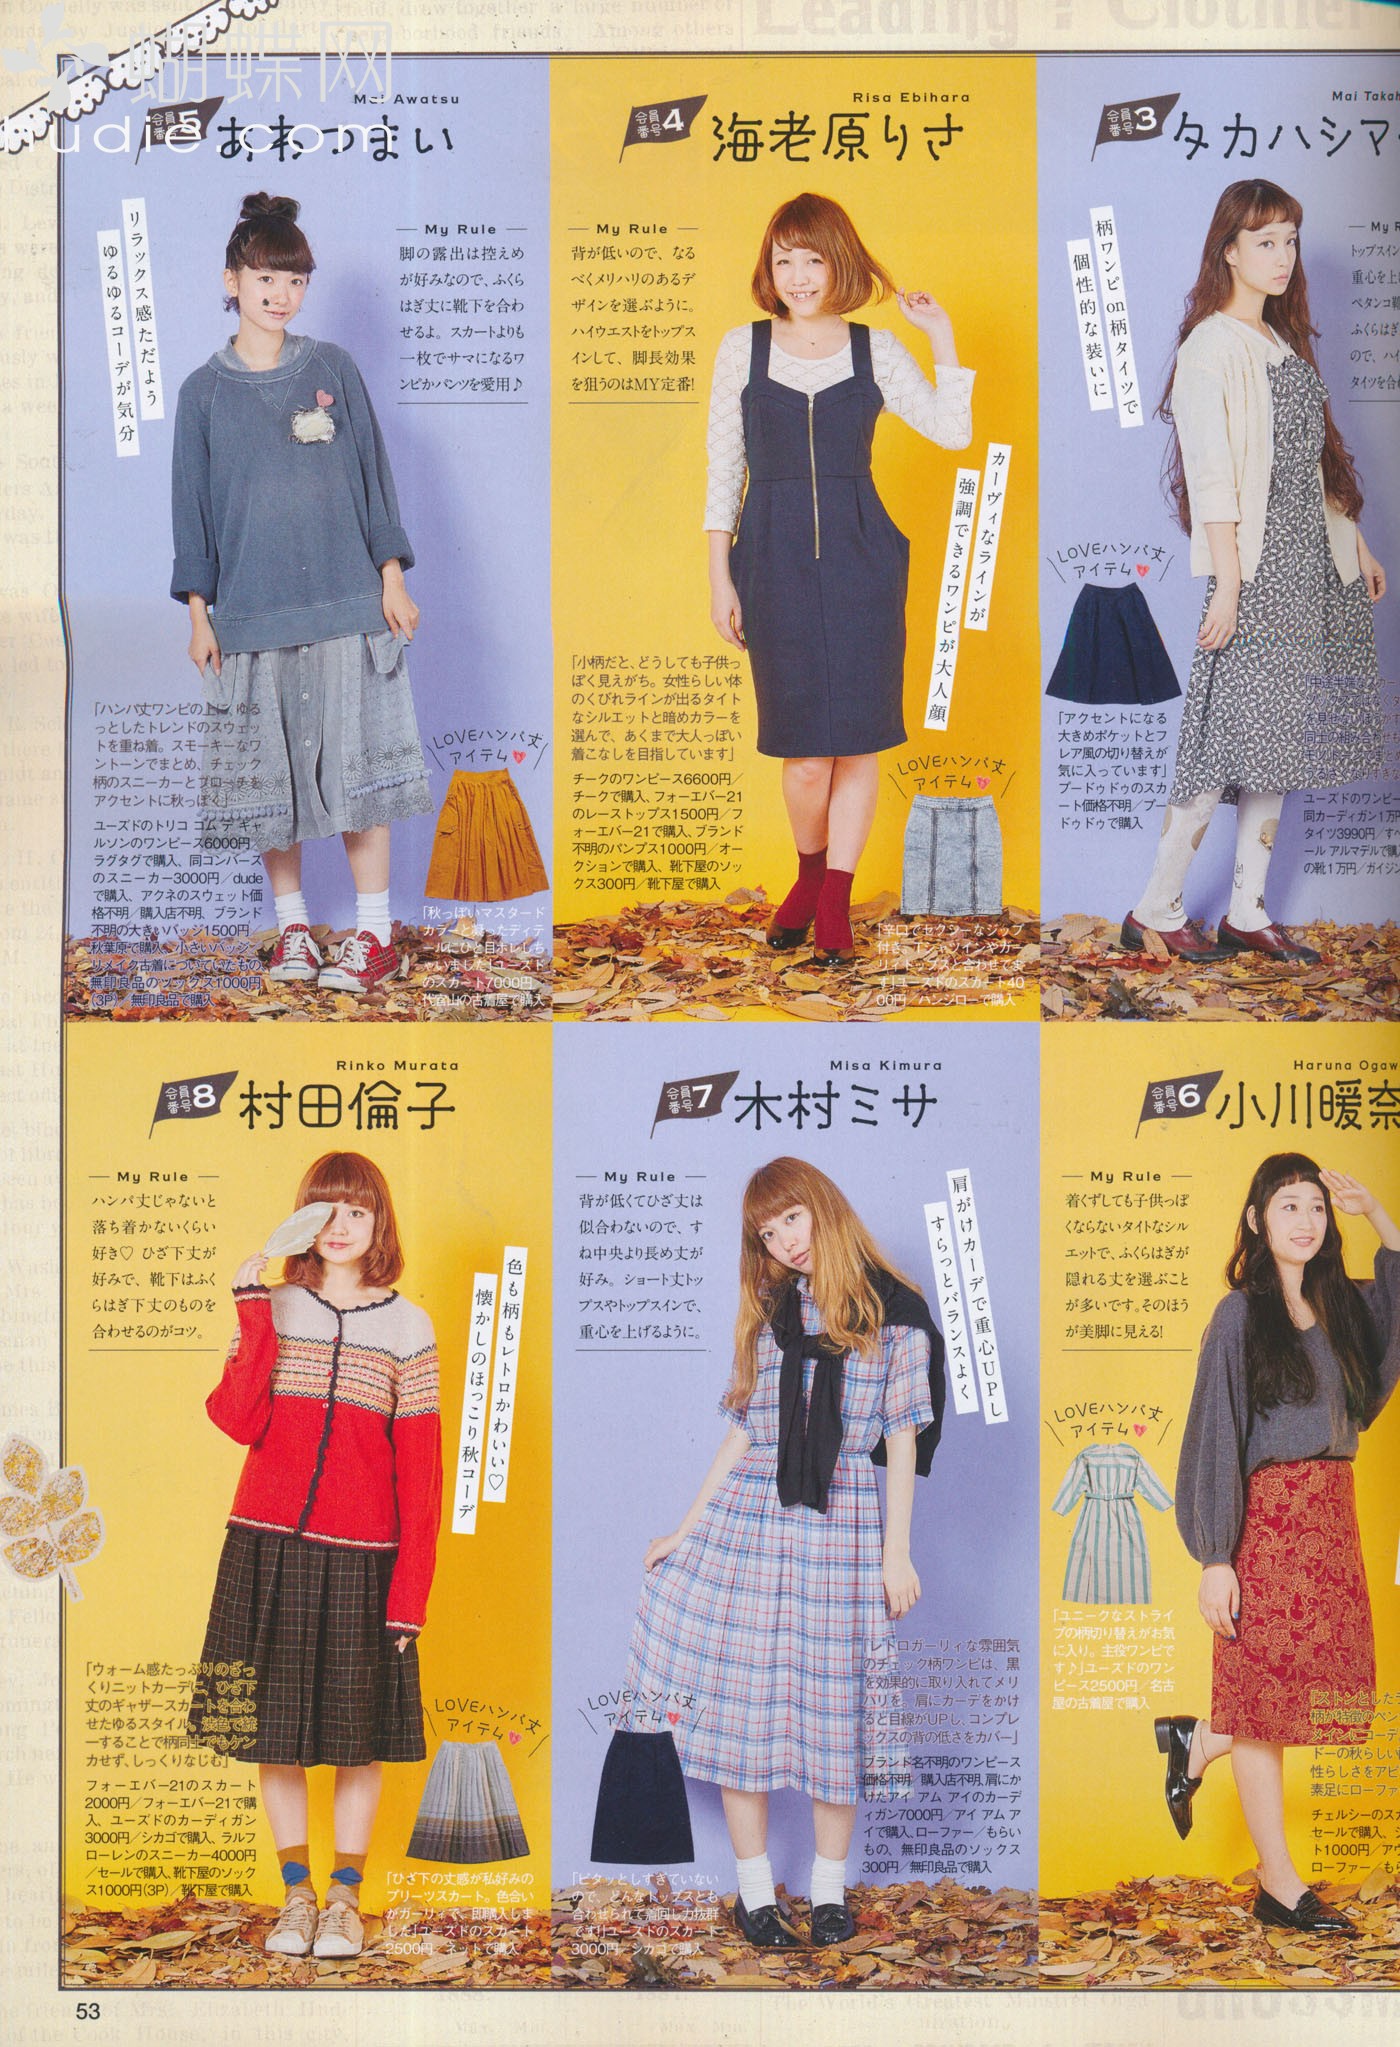 Leading : Clothier
蝴蝶网
hudie.com
Mai Awatsu
会員番号5
あわつまい
リラックス感ただよう
ゆるゆるコーデが気分
My Rule
脚の露出は控えめ
が好みなので、ふくら
はぎ丈に靴下を合わ
せるよ。スカートよりも
一枚でサマになるワ
ンピかパンツを愛用♪
「ハンパ丈ワンピの上に、ゆる
っとしたトレンドのスウェッ
トを重ね着。スモーキーなワ
ントーンでまとめ、チェック
柄のスニーカーとブローチを
アクセントに秋っぽく」
ユーズドのトリコ コム デ ギャ
ルソンのワンピース6000円／
ラグタグで購入、同コンバース
のスニーカー3000円／dude
で購入、アクネのスウェット価
格不明／購入店不明、ブランド
不明の大きいバッジ1500円／
秋葉原で購入、小さいバッジ／
リメイク古着についていたもの、
無印良品のソックス1000円
(3P)／無印良品で購入
LOVEハンパ丈
アイテム
「秋っぽいマスタード
カラーと凝ったディテ
ールにひと目ボレしち
ゃいました」ユーズド
のスカート7000円／
代官山の古着屋で購入
Risa Ebihara
会員番号4
海老原りさ
My Rule
背が低いので、なる
べくメリハリのあるデ
ザインを選ぶように。
ハイウエストをトップス
インして、脚長効果
を狙うのはMY定番!
カーヴィなラインが
強調できるワンピが大人顔
「小柄だと、どうしても子供っ
ぽく見えがち。女性らしい体
のくびれラインが出るタイト
なシルエットと暗めカラーを
選んで、あくまで大人っぽい
着こなしを目指しています」
チークのワンピース6600円／
チークで購入、フォーエバー21
のレーストップス1500円／フ
ォーエバー21で購入、ブランド
不明のパンプス1000円／オー
クションで購入、靴下屋のソッ
クス300円／靴下屋で購入
LOVEハンパ丈
アイテム
「辛口でセクシーなジップ
付き。Tシャツインやカー
リィトップスと合わせてま
す」ユーズドのスカート40
00円／ハンジローで購入
Mai Takah
会員番号3
タカハシマ
柄ワンピon柄タイツで
個性的な装いに
My R
トップスイン
重心を上
ペタンコ靴
ふくらはぎ
ので、ハイ
タイツを合
LOVEハンパ丈
アイテム
「アクセントになる
大きめポケットとフ
レア風の切り替えが
気に入っています」
プードゥドゥのスカ
ート価格不明／プー
ドゥドゥで購入
ユーズドのワンピー
同カーディガン1万円
タイツ3990円／すべ
ール アルマデルで購入
の靴1万円／ガイジン
Rinko Murata
会員番号8
村田倫子
My Rule
ハンパ丈じゃないと
落ち着かないくらい
好き♡ ひざ下丈が
好みで、靴下はふく
らはぎ下丈のものを
合わせるのがコツ。
色も柄もレトロかわいい♡
懐かしのほっこり秋コーデ
「ウォーム感たっぷりのざっ
くりニットカーデに、ひざ下
丈のギャザースカートを合わ
せたゆるスタイル。渋色で統
一することで柄同士でもケン
カせず、しっくりなじむ」
フォーエバー21のスカート
2000円／フォーエバー21で購
入、ユーズドのカーディガン
3000円／シカゴで購入、ラルフ
ローレンのスニーカー4000円
／セールで購入、靴下屋のソック
ス1000円(3P)／靴下屋で購入
LOVEハンパ丈
アイテム
「ひざ下の丈感が私好みの
プリーツスカート。色合い
がガーリィで、即購入しま
した」ユーズドのスカート
2500円／ネットで購入
Misa Kimura
会員番号7
木村ミサ
My Rule
背が低くてひざ丈は
似合わないので、す
ね中央より長め丈が
好み。ショート丈トッ
プスやトップスインで、
重心を上げるように。
肩がけカーデで重心UPし
すらっとバランスよく
「レトロガーリィな雰囲気
のチェック柄ワンピは、黒
を効果的に取り入れてメリ
ハリを。肩にカーデをかけ
ると目線がUPし、コンプレ
ックスの背の低さをカバー」
ブランド名不明のワンピース
価格不明／購入店不明、肩にか
けたアイ アム アイのカーデ
ィガン7000円／アイ アム ア
イで購入、ローファー／もらい
もの、無印良品のソックス
300円／無印良品で購入
LOVEハンパ丈
アイテム
「ピタッとしすぎていない
ので、どんなトップスとも
合わせられて着回し力抜群
です!」ユーズドのスカート
3000円／シカゴで購入
Haruna Ogaw
会員番号6
小川暖奈
My Rule
着くずしても子供っぽ
くならないタイトなシル
エットで、ふくらはぎが
隠れる丈を選ぶこと
が多いです。そのほう
が美脚に見える!
LOVEハンパ丈
アイテム
「ユニークなストライ
プの柄切り替えがお気
に入り。主役ワンピで
す♪」ユーズドのワン
ピース2500円／名古
屋の古着屋で購入
「ストンとした
柄が特徴のペン
タインにコーデ
ドーの秋らしい
性らしさをアピ
素足にローファ
チェルシーのス
セールで購入、
ト1000円／アウ
ローファー／も
53